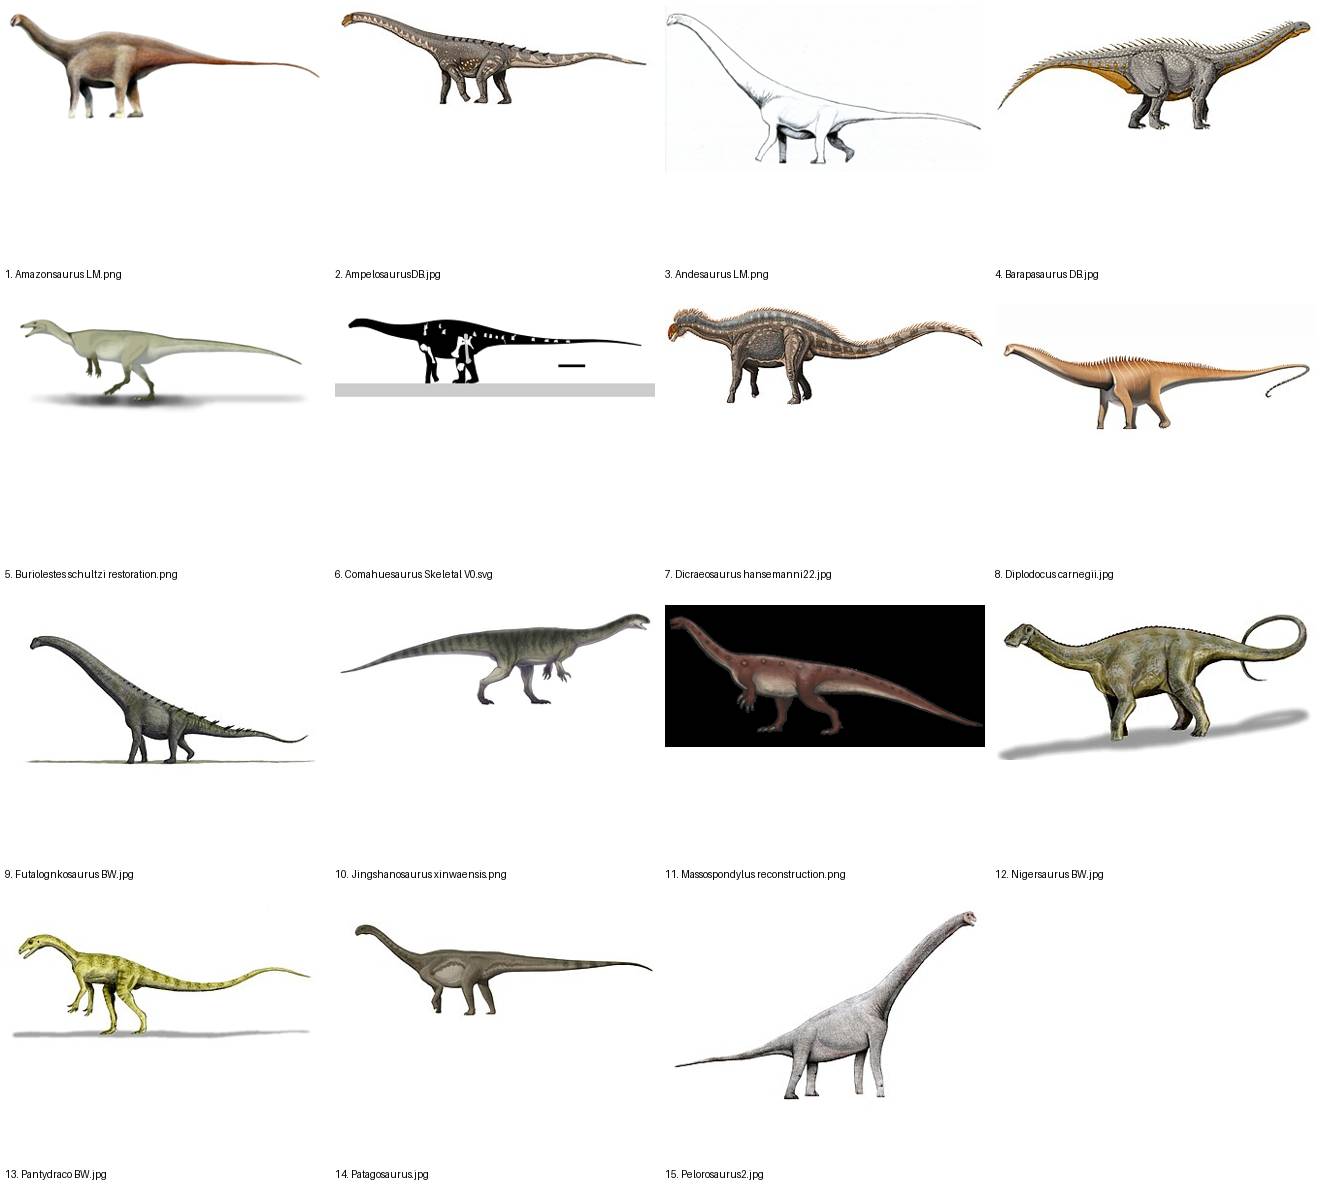 1. Amazonsaurus LM.png
2. AmpelosaurusDB.jpg
3. Andesaurus LM.png
4. Barapasaurus DB.jpg
5. Buriolestes schultzi restoration.png
6. Comahuesaurus Skeletal V0.svg
7. Dicraeosaurus hansemanni22.jpg
8. Diplodocus carnegii.jpg
9. Futalognkosaurus BW.jpg
10. Jingshanosaurus xinwaensis.png
11. Massospondylus reconstruction.png
12. Nigersaurus BW.jpg
13. Pantydraco BW.jpg
14. Patagosaurus.jpg
15. Pelorosaurus2.jpg